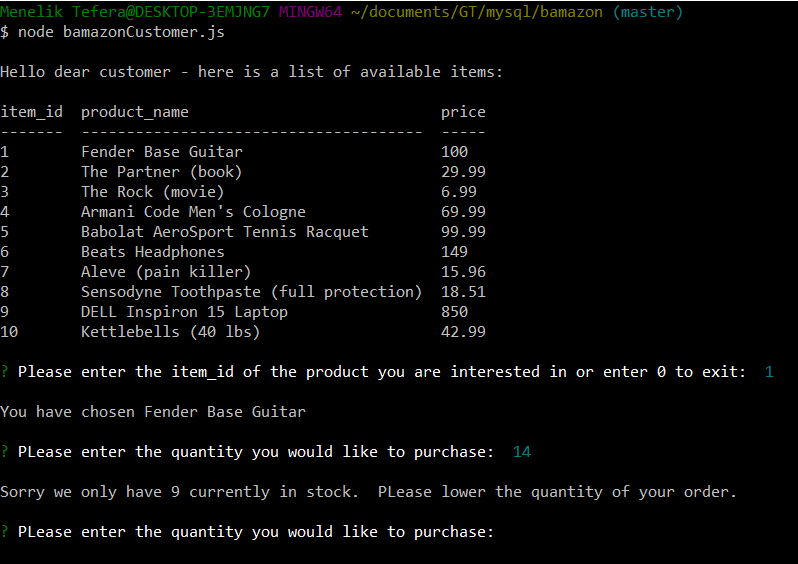 Menelik Tefera@DESKTOP-3EMJNG7 MINGW64 ~/documents/GT/mysql/bamazon (master)
$ node bamazonCustomer.js
Hello dear customer - here is a list of available items:
item_id  product_name                            price
-------  --------------------------------------  -----
1        Fender Base Guitar                      100
2        The Partner (book)                      29.99
3        The Rock (movie)                        6.99
4        Armani Code Men's Cologne               69.99
5        Babolat AeroSport Tennis Racquet        99.99
6        Beats Headphones                        149
7        Aleve (pain killer)                     15.96
8        Sensodyne Toothpaste (full protection)  18.51
9        DELL Inspiron 15 Laptop                 850
10       Kettlebells (40 lbs)                    42.99
? Please enter the item_id of the product you are interested in or enter 0 to exit:  1
You have chosen Fender Base Guitar
? PLease enter the quantity you would like to purchase:  14
Sorry we only have 9 currently in stock.  PLease lower the quantity of your order.
? PLease enter the quantity you would like to purchase: